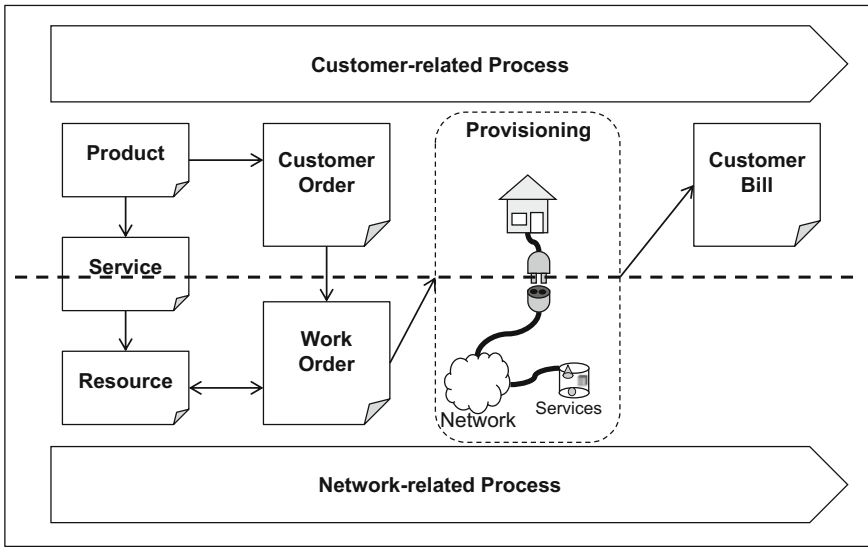 Customer-related Process
Product
Customer
Order
Provisioning
Customer
Bill
Service
Work
Order
Resource
Network
Services
Network-related Process